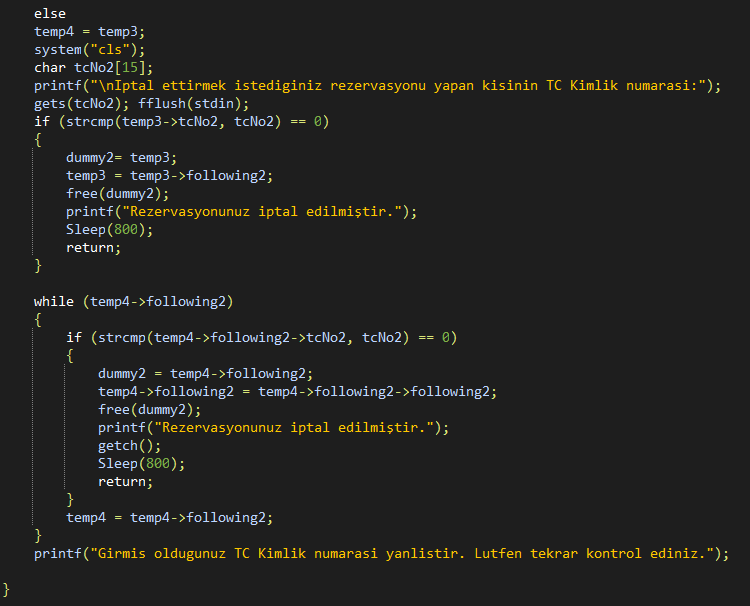 else
temp4 = temp3;
system("cls");
char tcNo2[15];
printf("\nIptal ettirmek istediginiz rezervasyonu yapan kisinin TC Kimlik numarasi:");
gets(tcNo2); fflush(stdin);
if (strcmp(temp3->tcNo2, tcNo2) == 0)
{
dummy2= temp3;
temp3 = temp3->following2;
free(dummy2);
printf("Rezervasyonunuz iptal edilmiştir.");
Sleep(800);
return;
}
while (temp4->following2)
{
if (strcmp(temp4->following2->tcNo2, tcNo2) == 0)
{
dummy2 = temp4->following2;
temp4->following2 = temp4->following2->following2;
free(dummy2);
printf("Rezervasyonunuz iptal edilmiştir.");
getch();
Sleep(800);
return;
}
temp4 = temp4->following2;
}
printf("Girmis oldugunuz TC Kimlik numarasi yanlistir. Lutfen tekrar kontrol ediniz.");
}